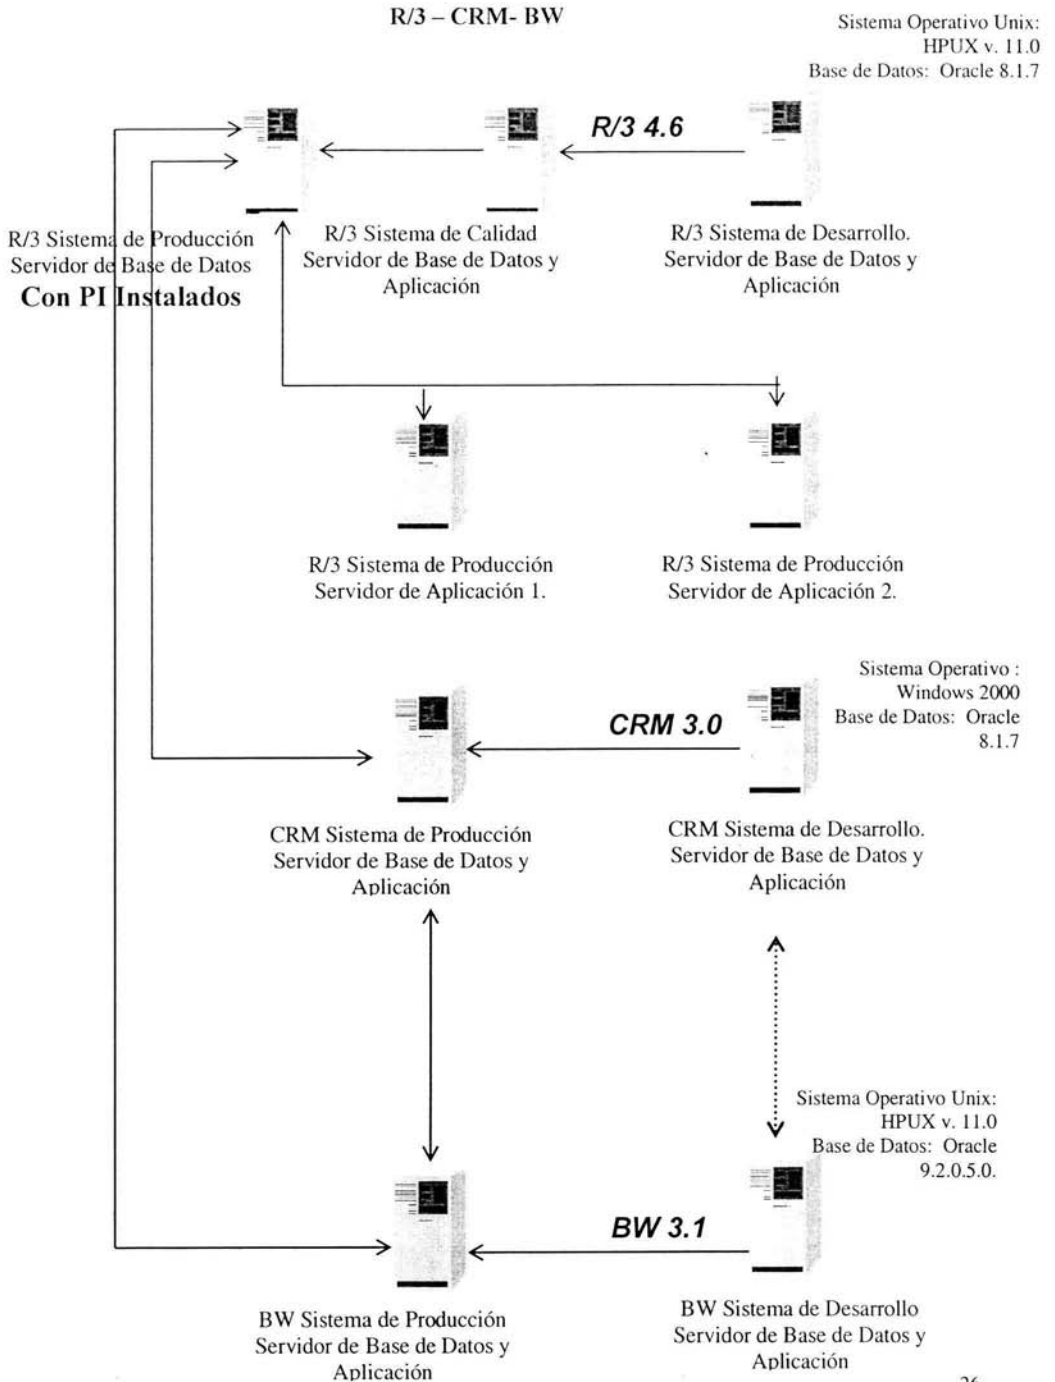 R/3 – CRM- BW
Sistema Operativo Unix:
HPUX v. 11.0
Base de Datos: Oracle 8.1.7
R/3 4.6
R/3 Sistema de Producción
Servidor de Base de Datos
Con PI Instalados
R/3 Sistema de Calidad
Servidor de Base de Datos y
Aplicación
R/3 Sistema de Desarrollo.
Servidor de Base de Datos y
Aplicación
R/3 Sistema de Producción
Servidor de Aplicación 1.
R/3 Sistema de Producción
Servidor de Aplicación 2.
Sistema Operativo :
Windows 2000
Base de Datos: Oracle
8.1.7
CRM 3.0
CRM Sistema de Producción
Servidor de Base de Datos y
Aplicación
CRM Sistema de Desarrollo.
Servidor de Base de Datos y
Aplicación
Sistema Operativo Unix:
HPUX v. 11.0
Base de Datos: Oracle
9.2.0.5.0.
BW 3.1
BW Sistema de Producción
Servidor de Base de Datos y
Aplicación
BW Sistema de Desarrollo
Servidor de Base de Datos y
Aplicación